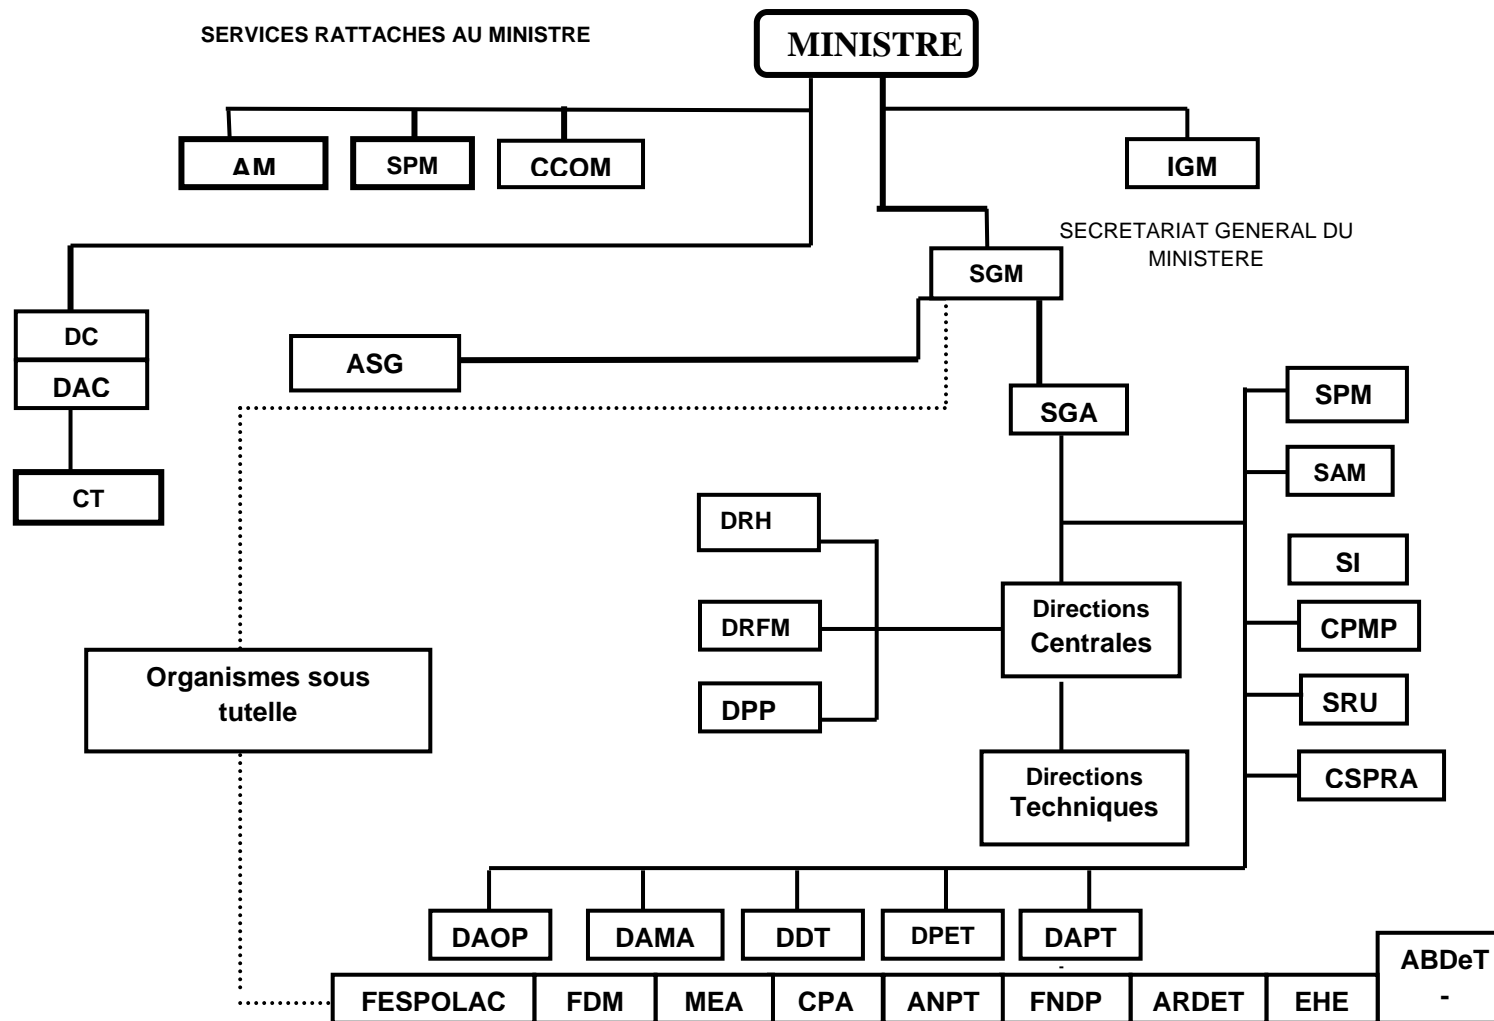 SERVICES RATTACHES AU MINISTRE
MINISTRE
AM
SPM
CCOM
IGM
SECRETARIAT GENERAL DU
MINISTERE
SGM
DC
DAC
CT
ASG
SGA
SPM
SAM
SI
CPMP
SRU
CSPRA
DRH
DRFM
DPP
Directions
Centrales
Directions
Techniques
Organismes sous
tutelle
DAOP
DAMA
DDT
DPET
DAPT
FESPOLAC
FDM
MEA
CPA
ANPT
FNDP
ARDET
EHE
ABDeT
-